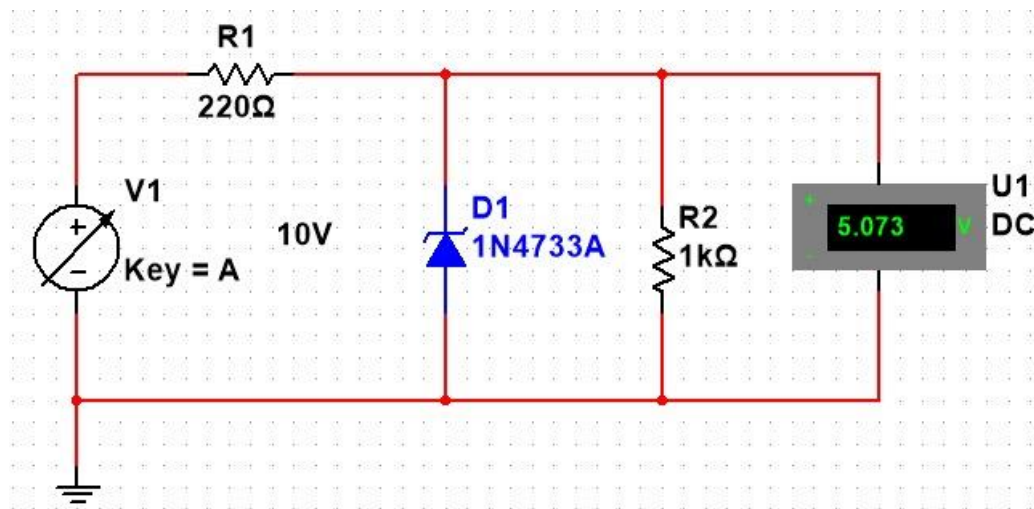 R1
220Ω
V1
Key = A
10V
D1
1N4733A
R2
1kΩ
U1
DC
+
5.073 V
-